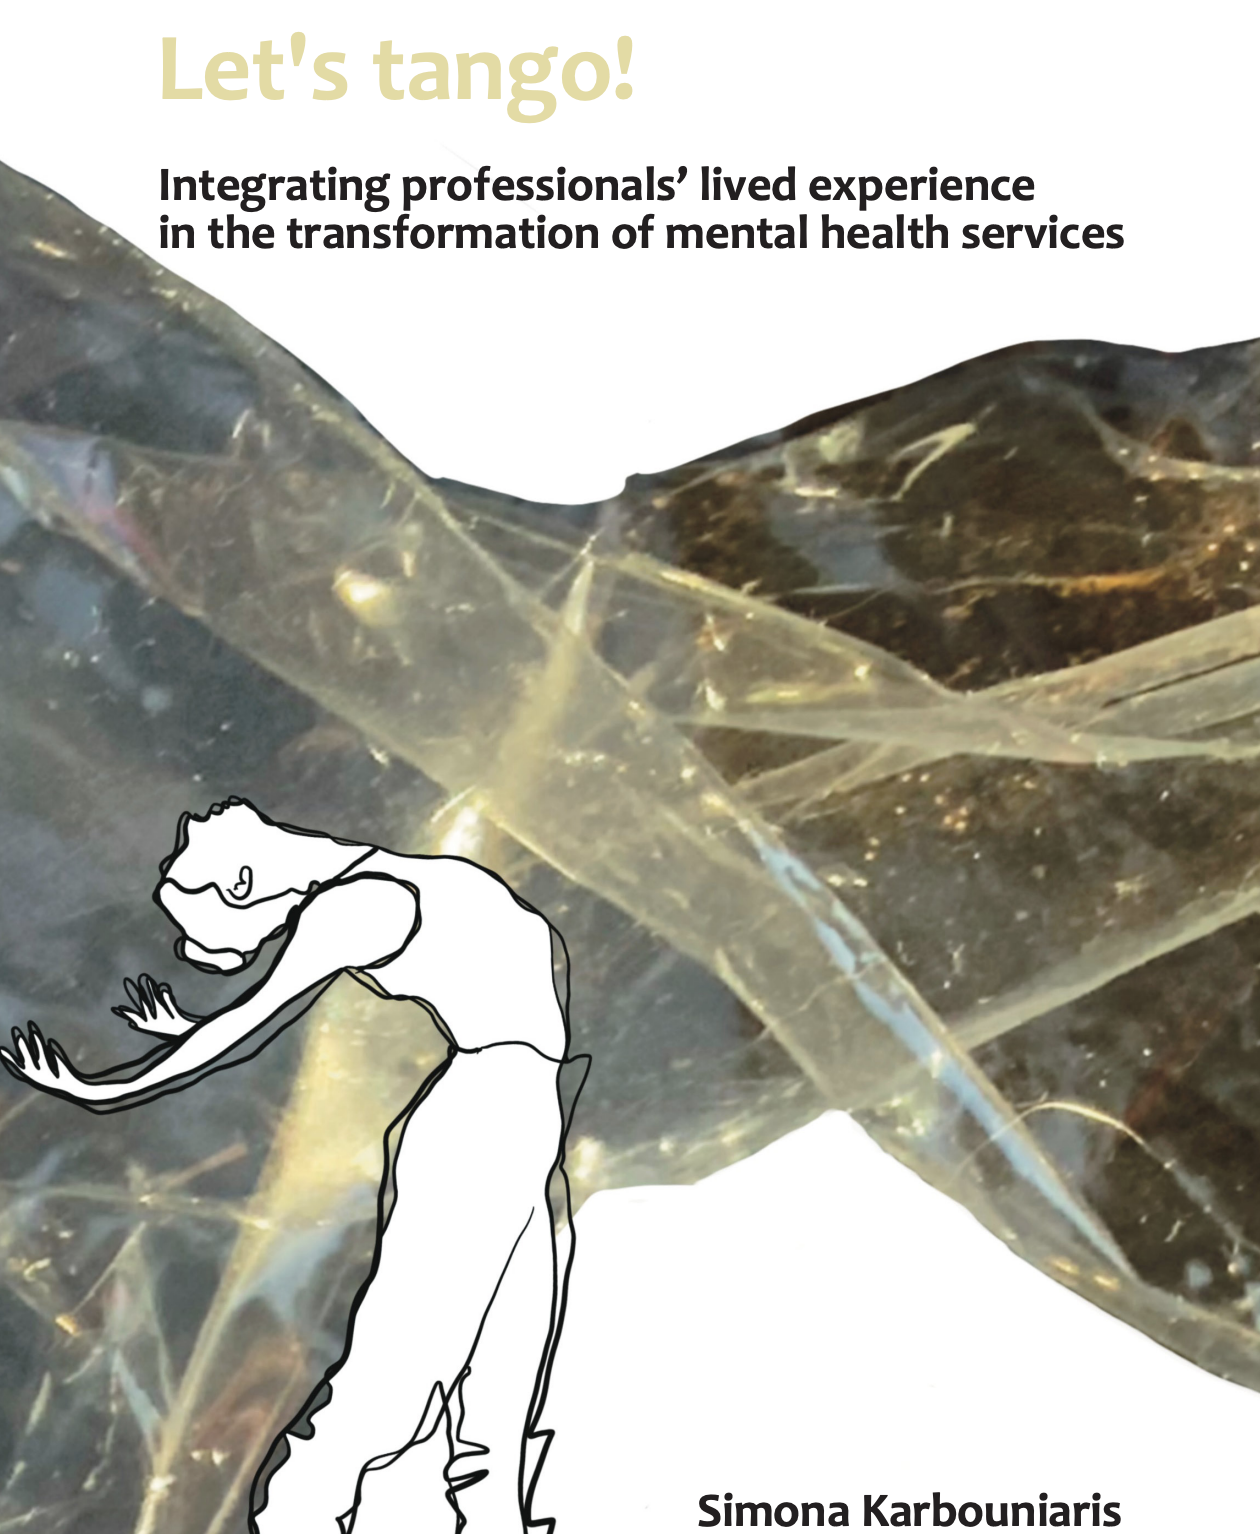 Let's tango!
Integrating professionals’ lived experience
in the transformation of mental health services
Simona Karbouniaris